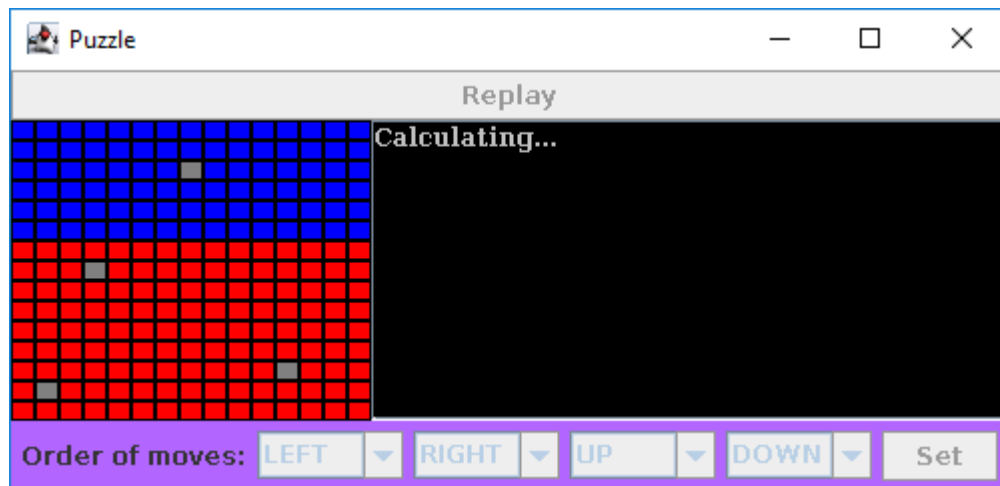 Puzzle
Replay
Calculating...
Order of moves: LEFT RIGHT UP DOWN Set